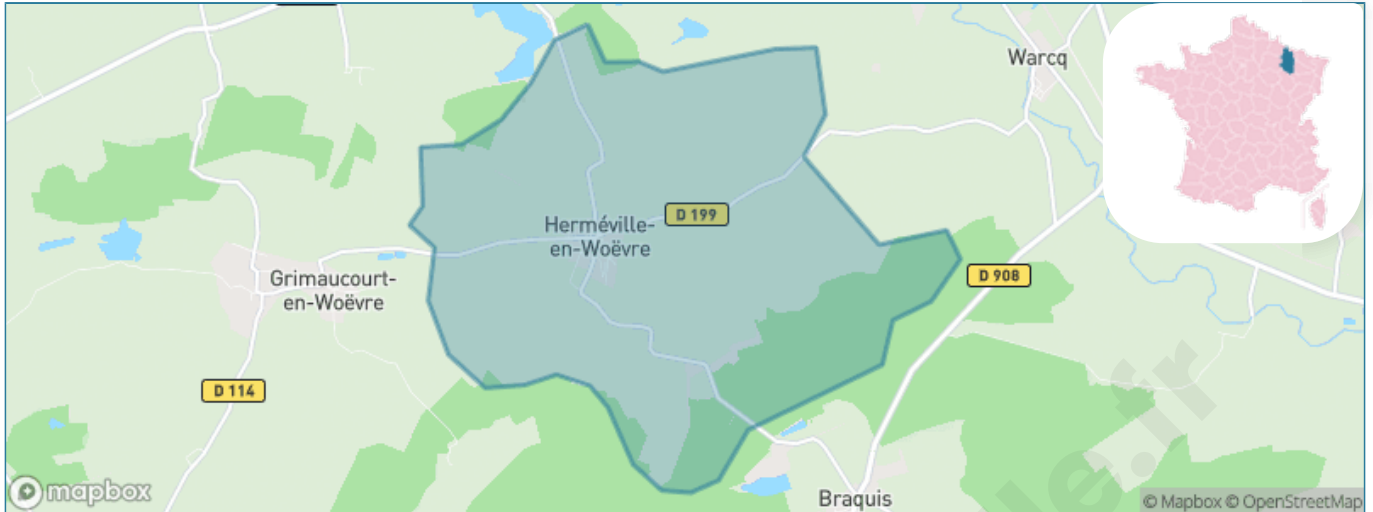 Warcq
D 199
Herméville-
en-Woëvre
D 908
Grimaucourt-
en-Woëvre
D 114
Braquis
mapbox
© Mapbox © OpenStreetMap